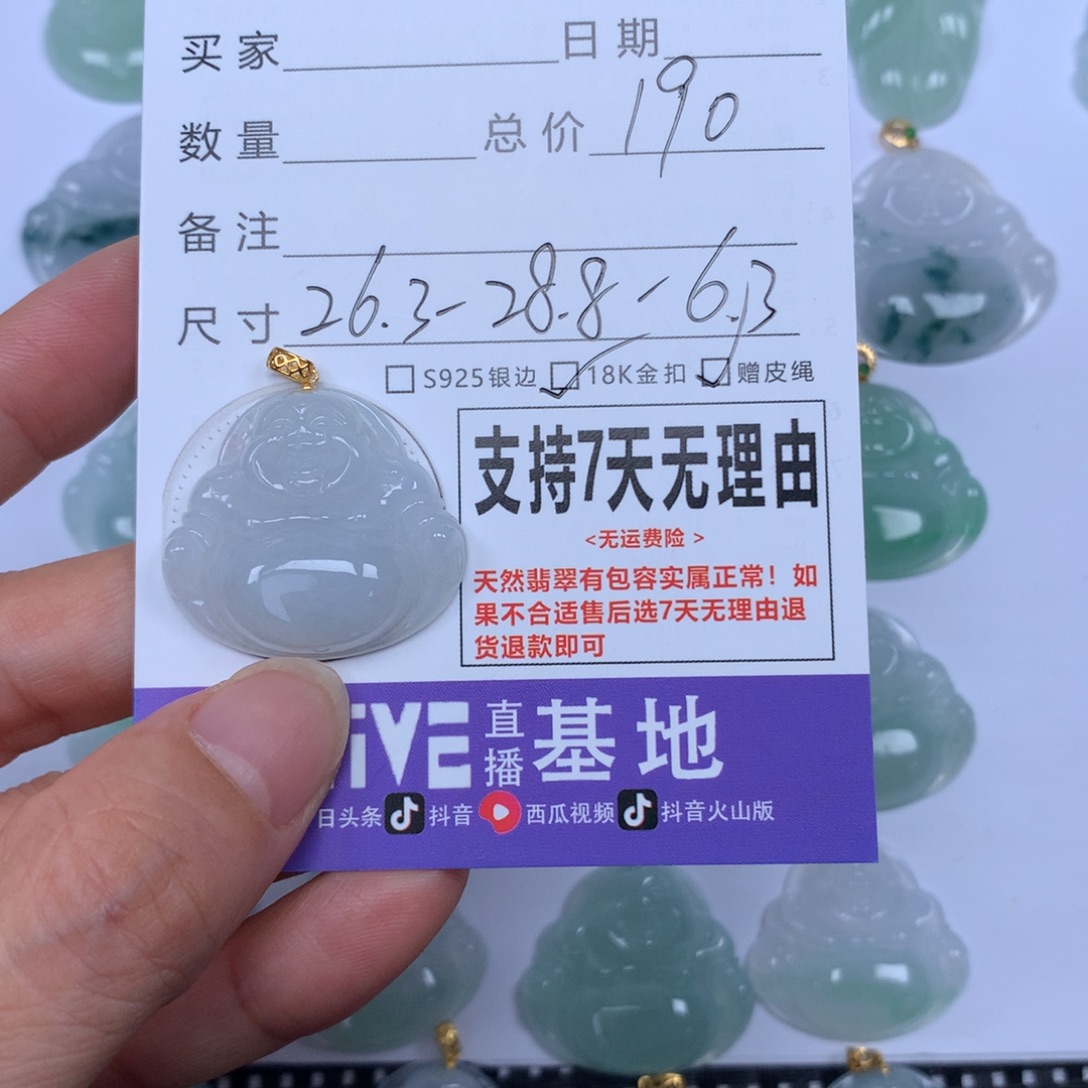 买家 日期
数量 总价 190
备注
尺寸 26.3-28.8-6.3
S925银边 18K金扣 赠皮绳
支持7天无理由
<无运费险>
天然翡翠有包容实属正常！如
果不合适售后选7天无理由退
货退款即可
iVE 直播 基地
日头条 抖音 西瓜视频 抖音火山版